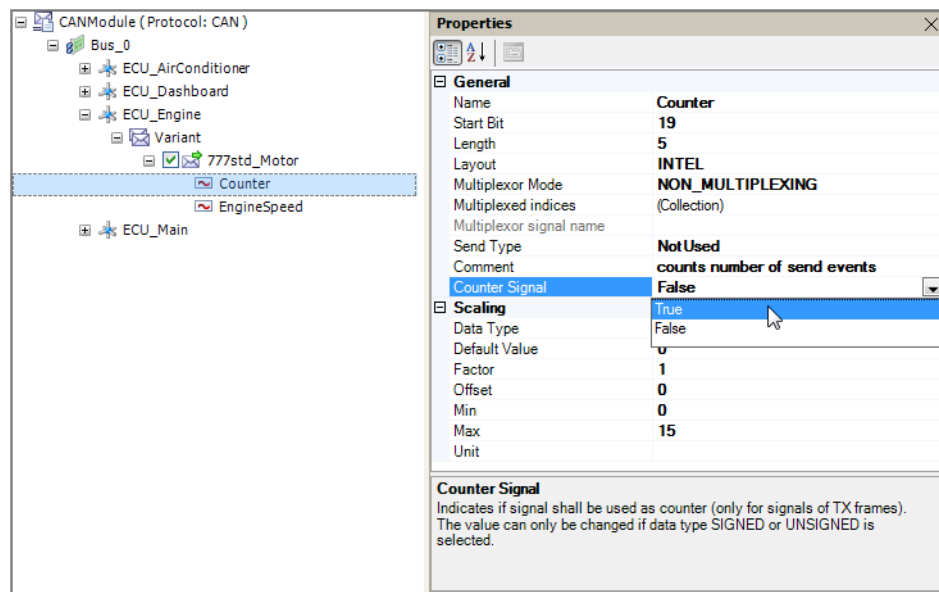 CANModule ( Protocol: CAN )
Bus_0
ECU_AirConditioner
ECU_Dashboard
ECU_Engine
Variant
777std_Motor
Counter
EngineSpeed
ECU_Main
Properties
General
Name Counter
Start Bit 19
Length 5
Layout INTEL
Multiplexor Mode NON_MULTIPLEXING
Multiplexed indices (Collection)
Multiplexor signal name
Send Type NotUsed
Comment counts number of send events
Counter Signal False
Scaling True
Data Type False
Default Value 0
Factor 1
Offset 0
Min 0
Max 15
Unit
Counter Signal
Indicates if signal shall be used as counter (only for signals of TX frames).
The value can only be changed if data type SIGNED or UNSIGNED is
selected.